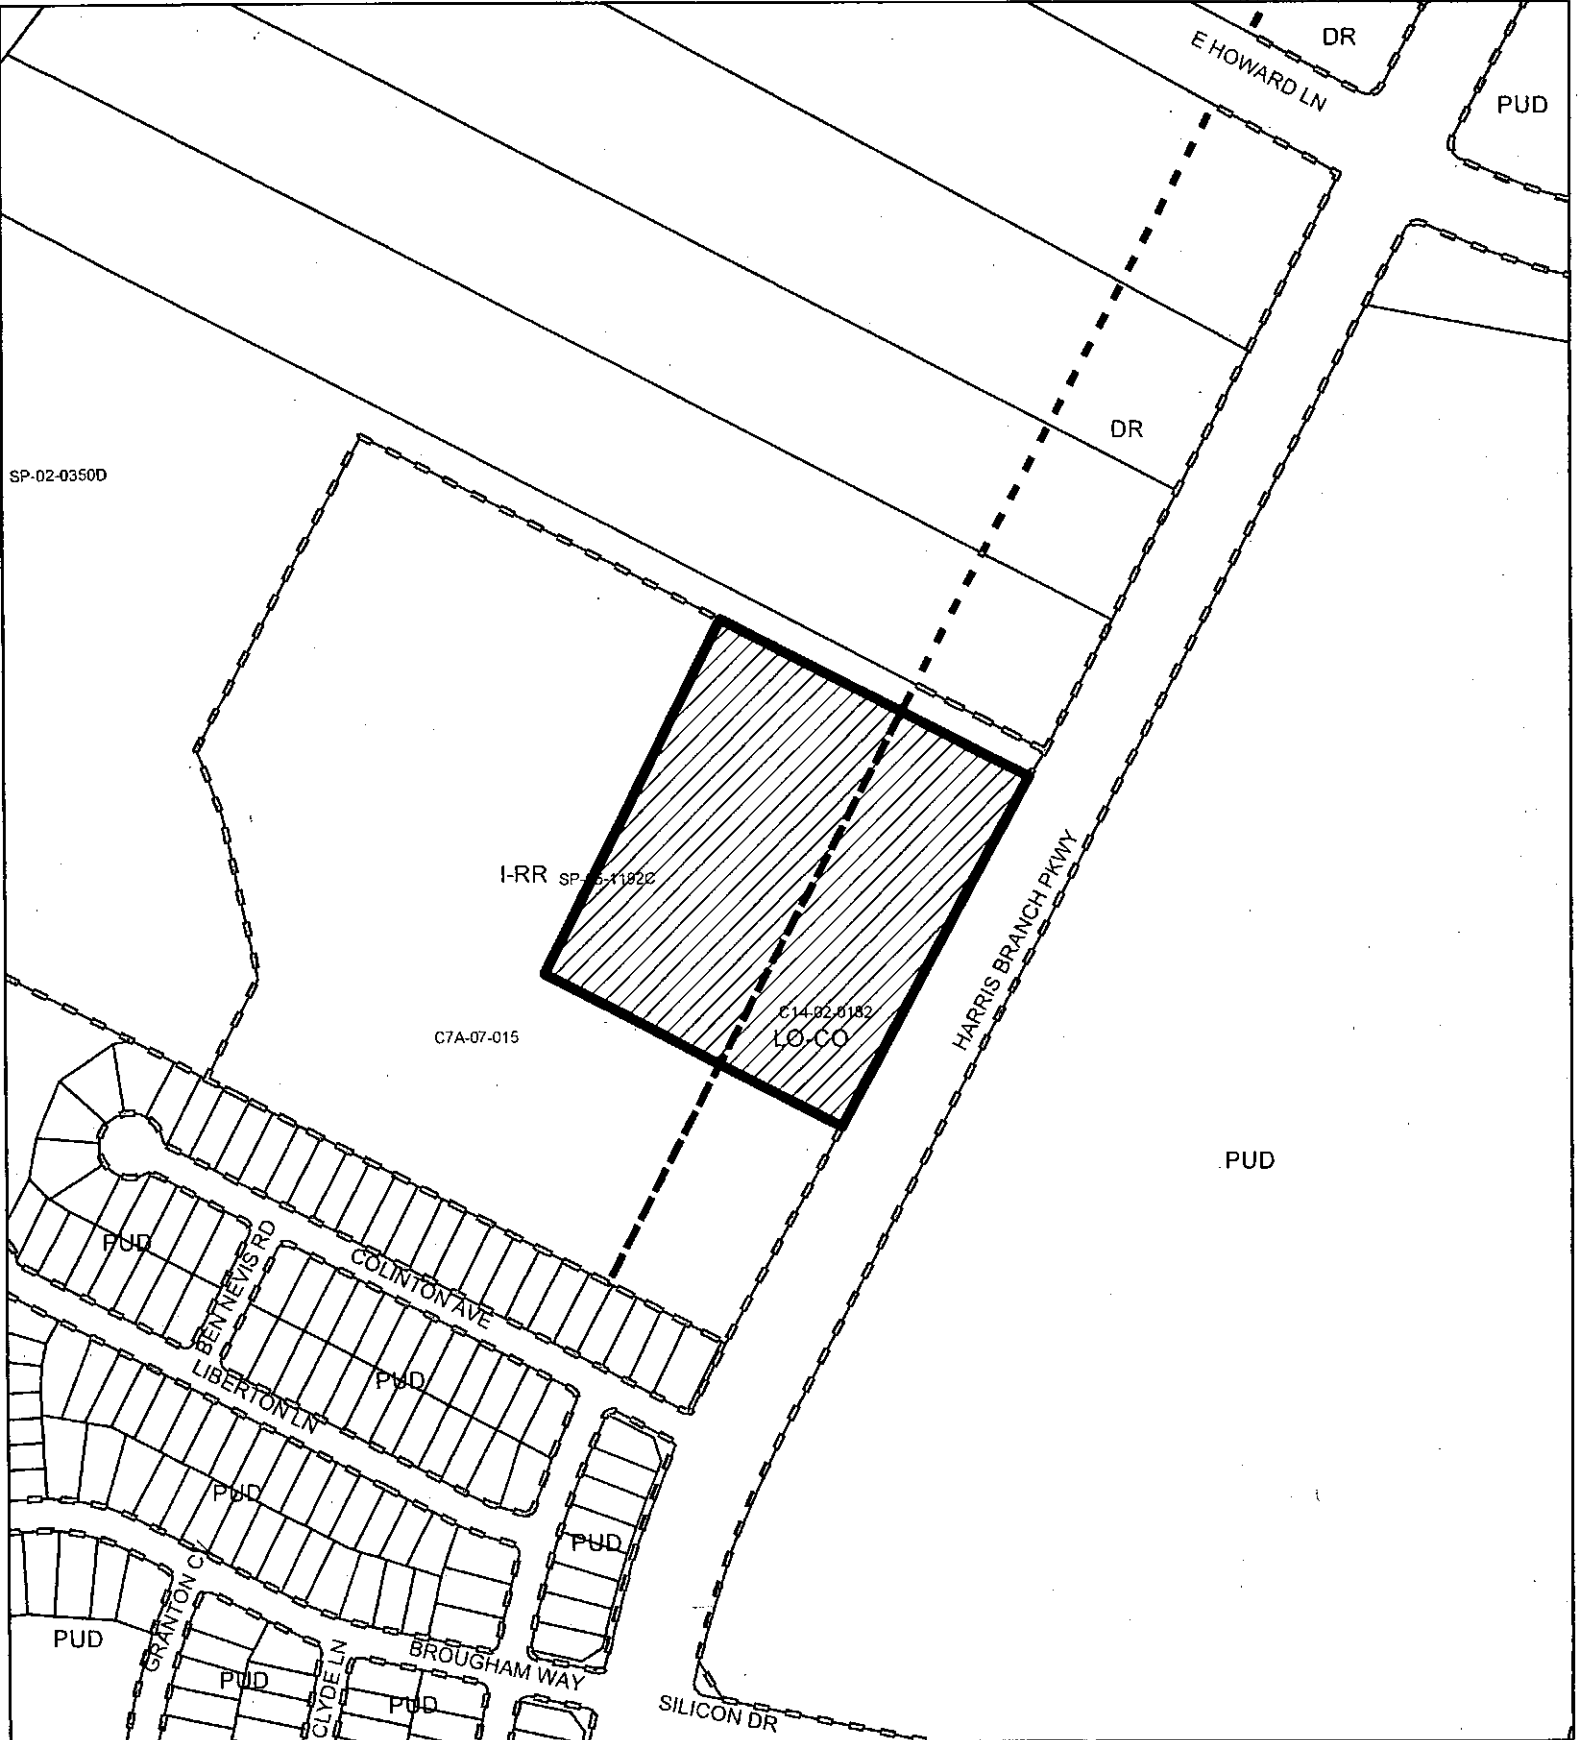 DR
E HOWARD LN
PUD
DR
SP-02-0350D
I-RR
HARRIS BRANCH PKWY
C14-02-0182
LO-CO
C7A-07-015
PUD
PUD
BEN NEVIS RD
COLINTON AVE
LIBERTON LN
PUD
PUD
PUD
GRANTON
PUD
PUD
CLYDE LN
BROUGHAM WAY
PUD
SILICON DR